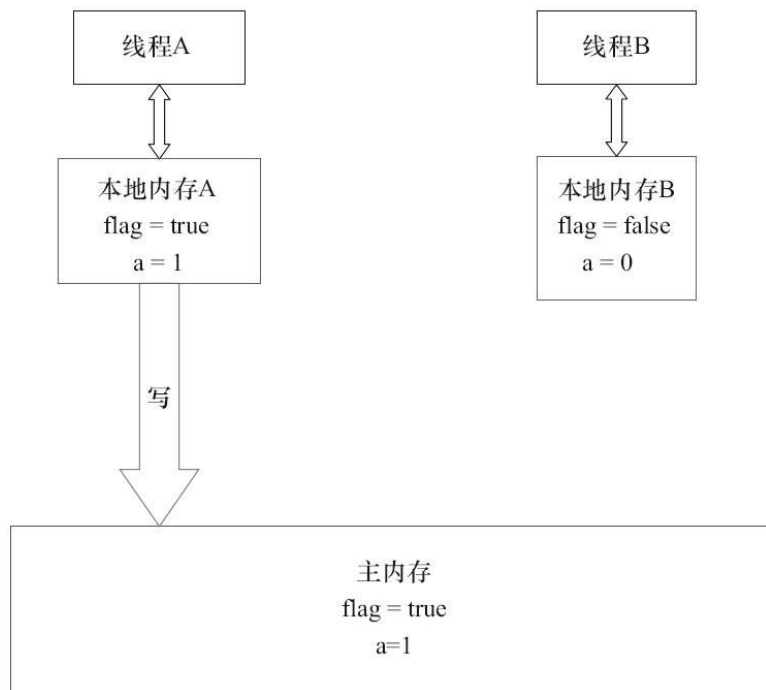 线程A
线程B
本地内存A
flag = true
a = 1
本地内存B
flag = false
a = 0
写
主内存
flag = true
a=1